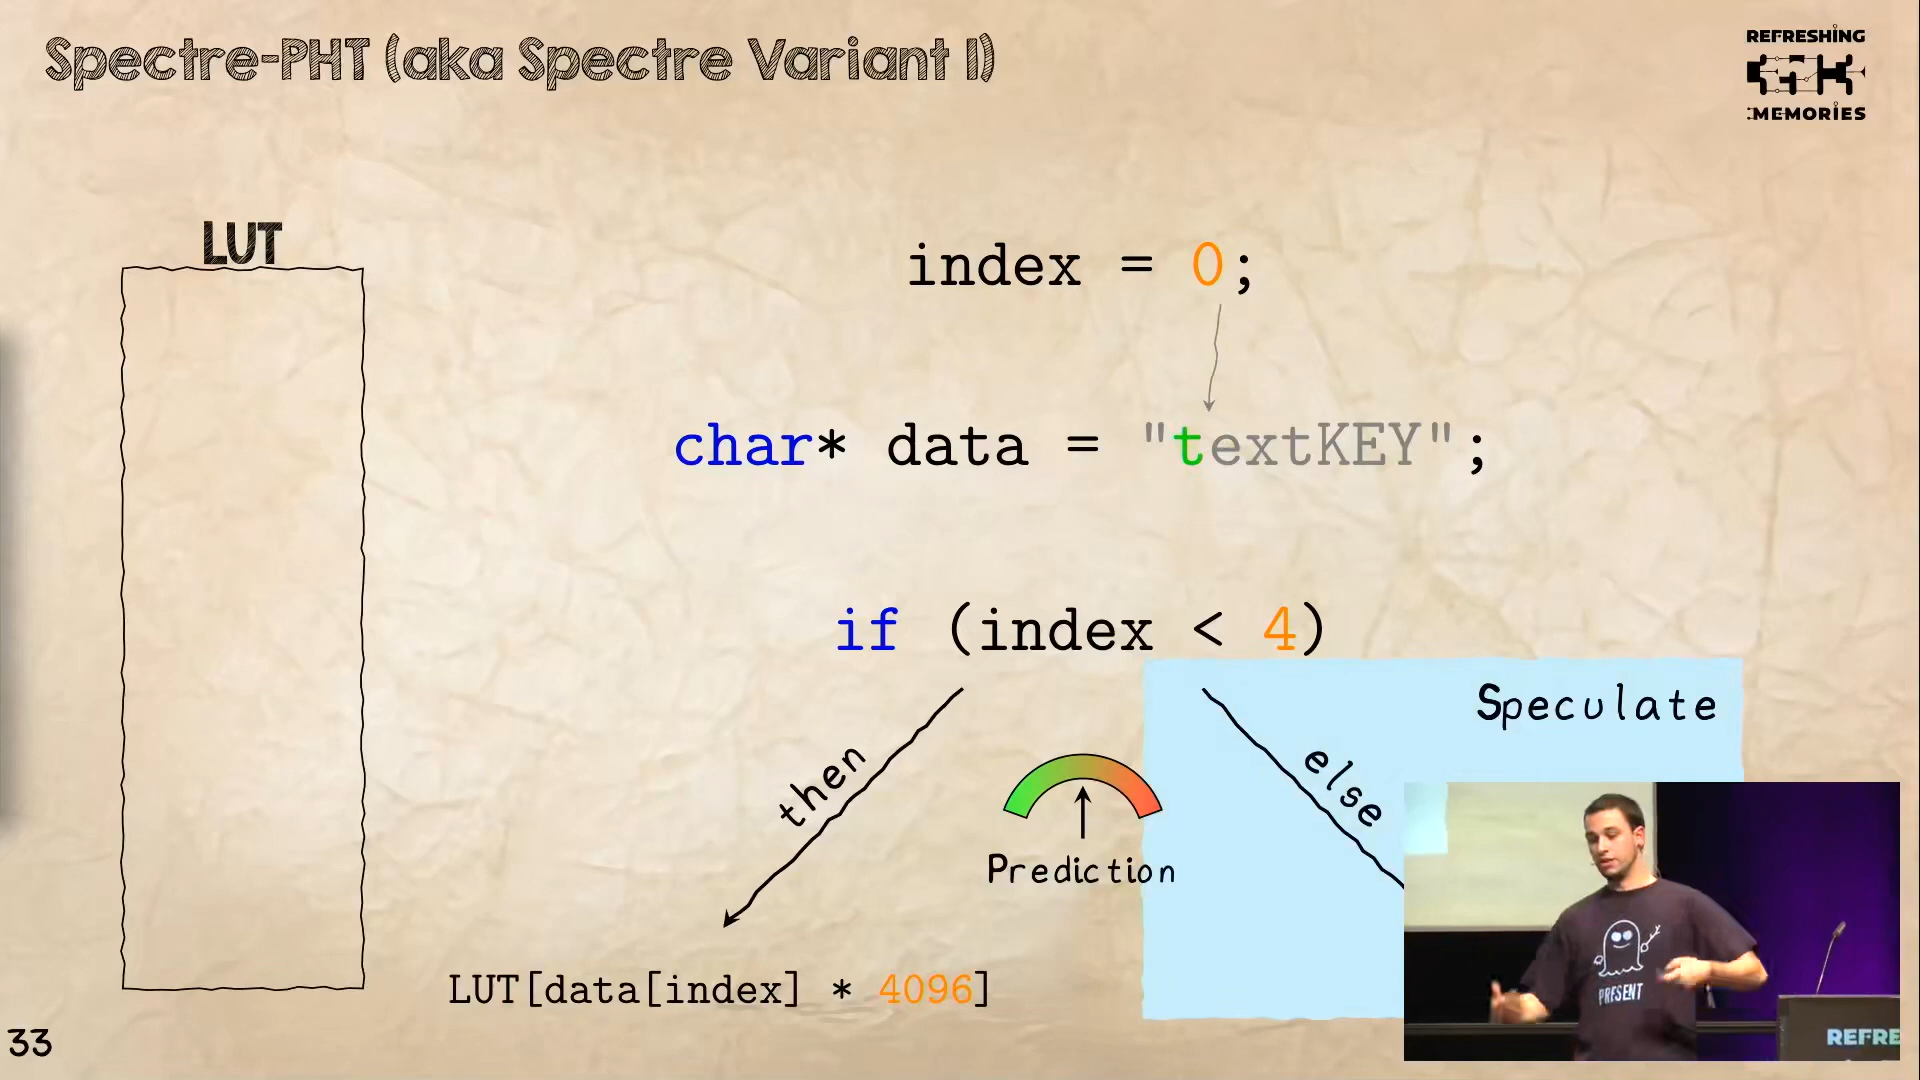 Spectre-PHT (aka Spectre Variant 1)
REFRESHING
MEMORIES
LUT
index = 0;
char* data = "textKEY";
if (index < 4)
Speculate
then
else
Prediction
LUT[data[index] * 4096]
PRESENT
REFRE
33